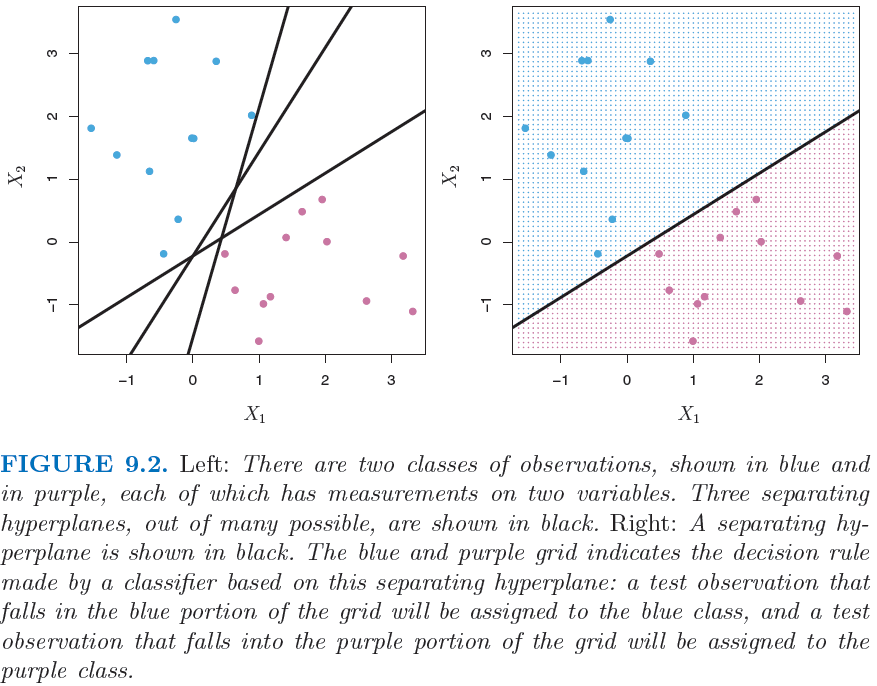 3
2
1
0
−1
X2
−1
0
1
2
3
X1
3
2
1
0
−1
X2
−1
0
1
2
3
X1
FIGURE 9.2. Left: There are two classes of observations, shown in blue and
in purple, each of which has measurements on two variables. Three separating
hyperplanes, out of many possible, are shown in black. Right: A separating hy-
perplane is shown in black. The blue and purple grid indicates the decision rule
made by a classifier based on this separating hyperplane: a test observation that
falls in the blue portion of the grid will be assigned to the blue class, and a test
observation that falls into the purple portion of the grid will be assigned to the
purple class.